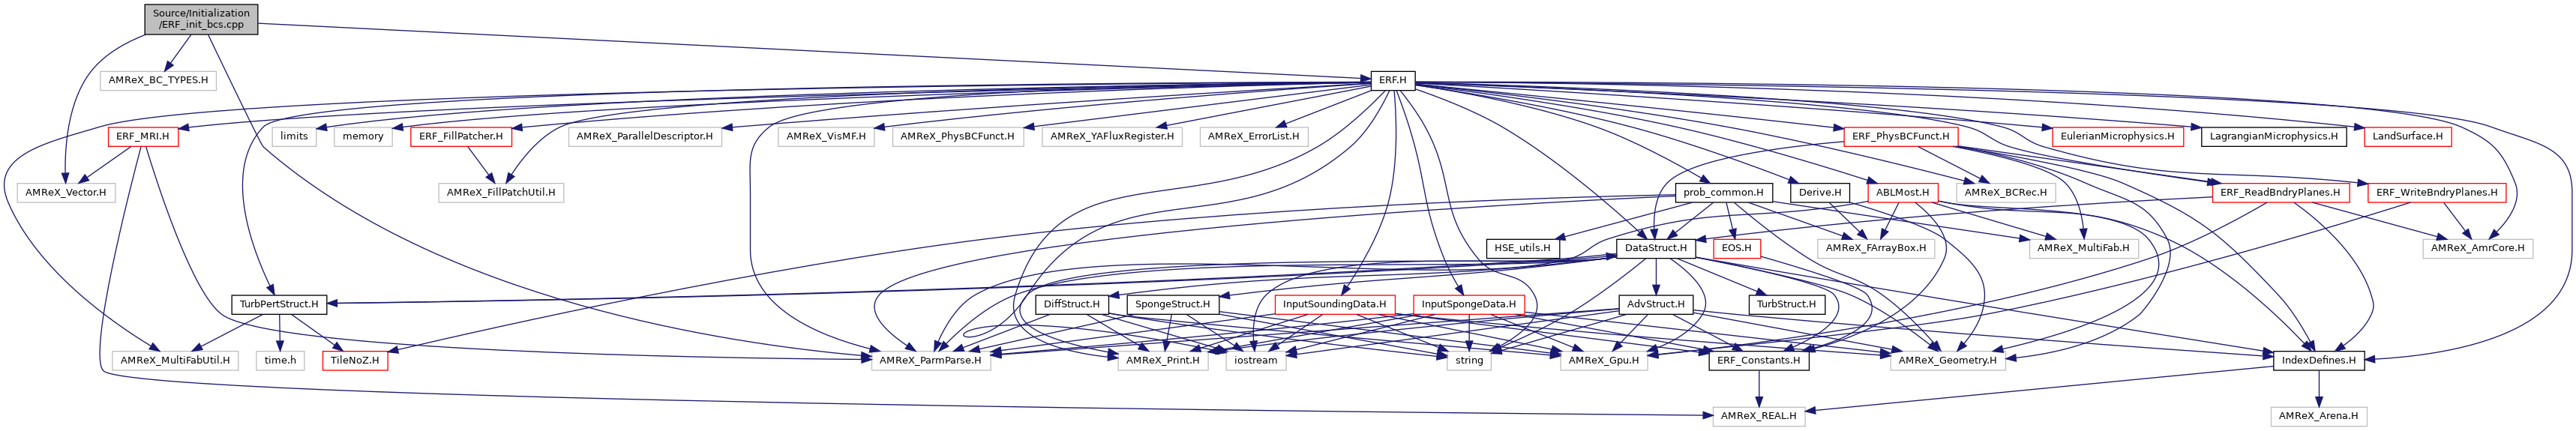 Source/Initialization
/ERF_init_bcs.cpp
AMReX_BC_TYPES.H
ERF.H
ERF_MRI.H
limits
memory
ERF_FillPatcher.H
AMReX_ParallelDescriptor.H
AMReX_VisMF.H
AMReX_PhysBCFunct.H
AMReX_YAFluxRegister.H
AMReX_ErrorList.H
ERF_PhysBCFunct.H
EulerianMicrophysics.H
LagrangianMicrophysics.H
LandSurface.H
AMReX_Vector.H
AMReX_FillPatchUtil.H
prob_common.H
Derive.H
ABLMost.H
AMReX_BCRec.H
ERF_ReadBndryPlanes.H
ERF_WriteBndryPlanes.H
HSE_utils.H
DataStruct.H
EOS.H
AMReX_FArrayBox.H
AMReX_MultiFab.H
AMReX_AmrCore.H
TurbPertStruct.H
DiffStruct.H
SpongeStruct.H
InputSoundingData.H
InputSpongeData.H
AdvStruct.H
TurbStruct.H
AMReX_MultiFabUtil.H
time.h
TileNoZ.H
AMReX_ParmParse.H
AMReX_Print.H
iostream
string
AMReX_Gpu.H
ERF_Constants.H
AMReX_Geometry.H
IndexDefines.H
AMReX_REAL.H
AMReX_Arena.H